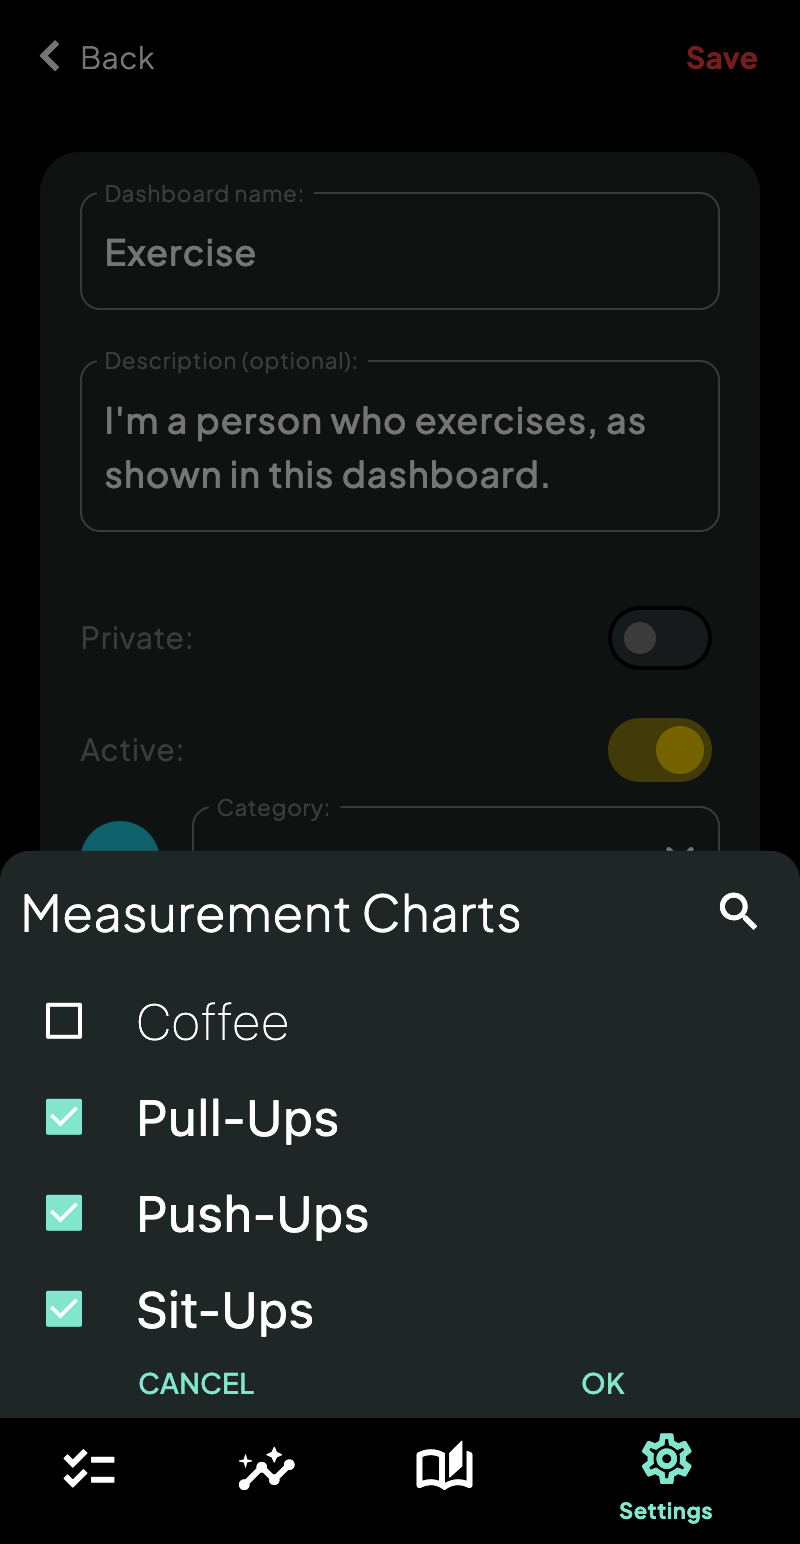 Back
Save
Dashboard name:
Exercise
Description (optional):
I'm a person who exercises, as
shown in this dashboard.
Private:
Active:
Category:
Measurement Charts
Coffee
Pull-Ups
Push-Ups
Sit-Ups
CANCEL
OK
Settings